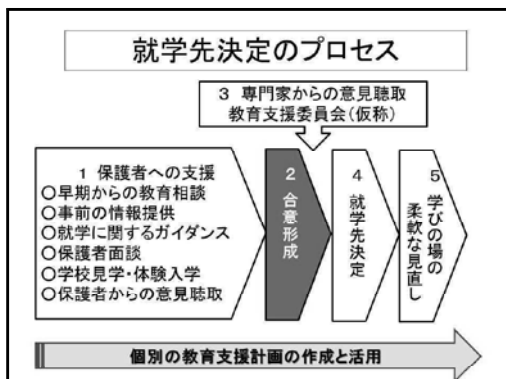 就学先決定のプロセス
3 専門家からの意見聴取
教育支援委員会(仮称)
1 保護者への支援
○早期からの教育相談
○事前の情報提供
○就学に関するガイダンス
○保護者面談
○学校見学・体験入学
○保護者からの意見聴取
2 合意形成
4 就学先決定
5 学びの場の
柔軟な見直し
個別の教育支援計画の作成と活用